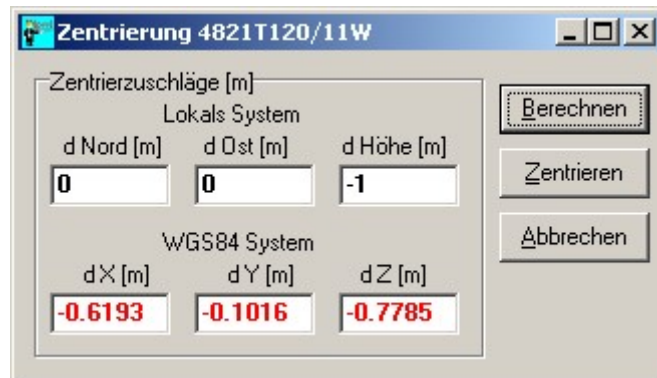 Zentrierung 4821T120/11W
Zentrierzuschläge [m]
Lokals System
d Nord [m] d Ost [m] d Höhe [m]
0 0 -1
WGS84 System
d X [m] d Y [m] d Z [m]
-0.6193 -0.1016 -0.7785
Berechnen
Zentrieren
Abbrechen